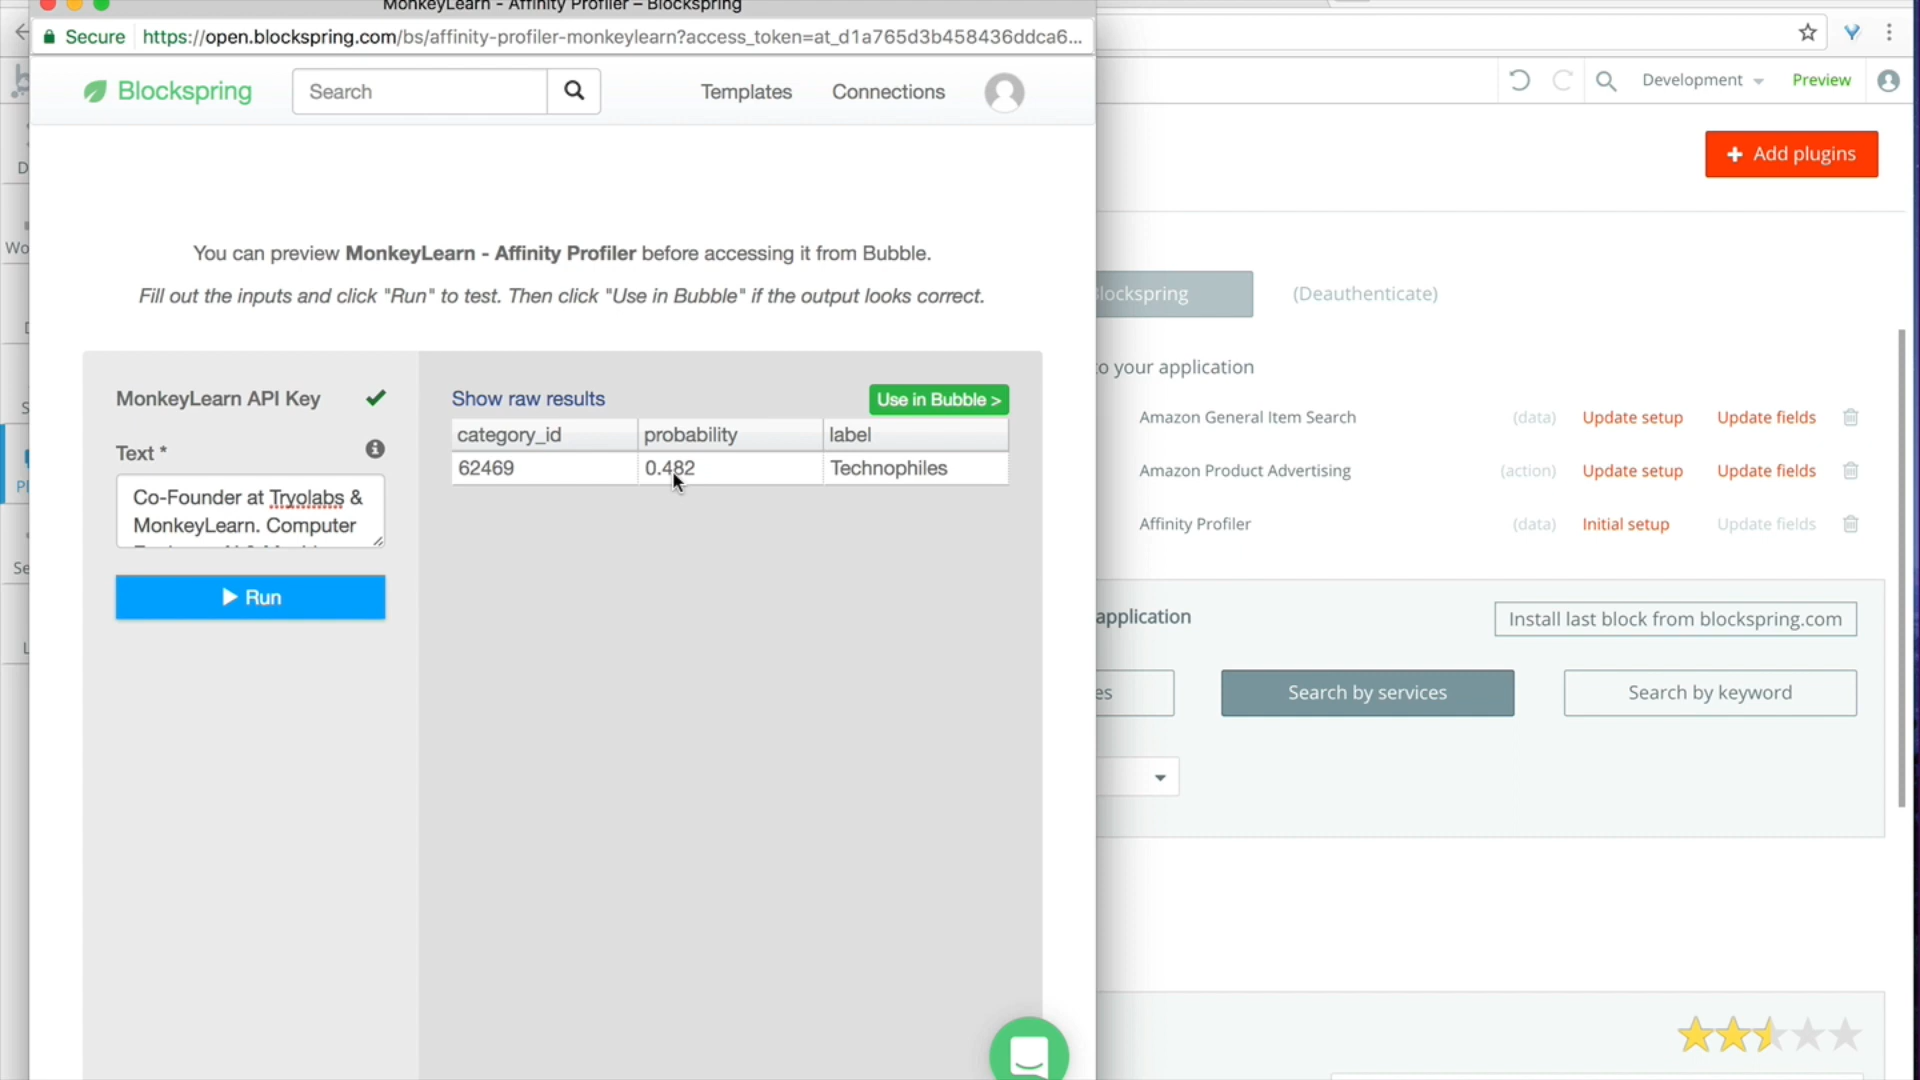 MonkeyLearn - Affinity Profiler – Blockspring
Secure https://open.blockspring.com/bs/affinity-profiler-monkeylearn?access_token=at_d1a765d3b458436ddca6...
Blockspring
Search
Templates
Connections
You can preview MonkeyLearn - Affinity Profiler before accessing it from Bubble.
Fill out the inputs and click "Run" to test. Then click "Use in Bubble" if the output looks correct.
MonkeyLearn API Key
Text *
Co-Founder at Tryolabs &
MonkeyLearn. Computer
Run
Show raw results
Use in Bubble >
category_id probability label
62469 0.482 Technophiles
Development
Preview
+ Add plugins
Blockspring
(Deauthenticate)
to your application
Amazon General Item Search (data) Update setup Update fields
Amazon Product Advertising (action) Update setup Update fields
Affinity Profiler (data) Initial setup Update fields
application
Install last block from blockspring.com
es
Search by services
Search by keyword
Wo
Pl
Se